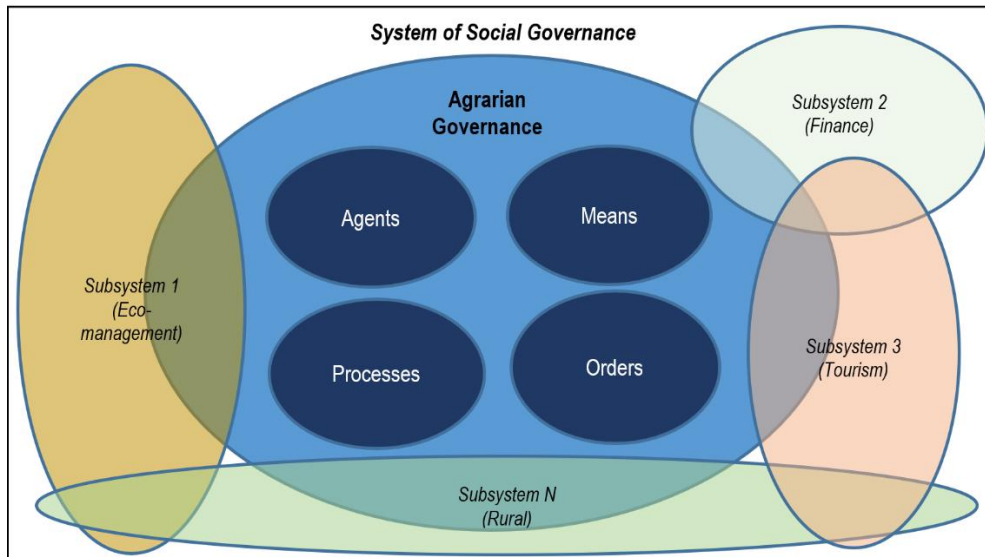 System of Social Governance
Agrarian
Governance
Subsystem 2
(Finance)
Agents
Means
Subsystem 1
(Eco-
management)
Processes
Orders
Subsystem 3
(Tourism)
Subsystem N
(Rural)